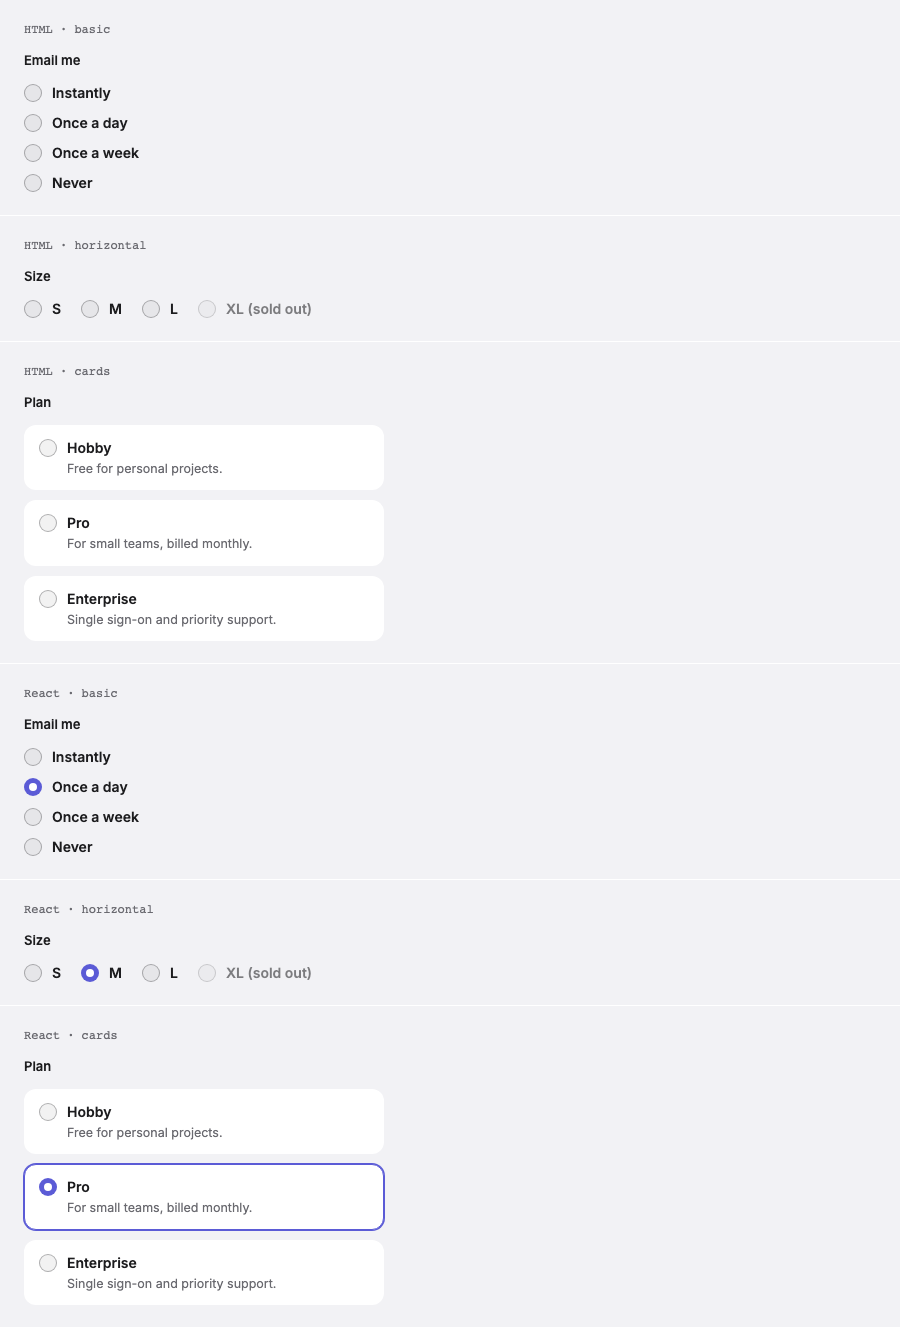 HTML · basic
Email me
Instantly
Once a day
Once a week
Never
HTML · horizontal
Size
S M L XL (sold out)
HTML · cards
Plan
Hobby
Free for personal projects.
Pro
For small teams, billed monthly.
Enterprise
Single sign-on and priority support.
React · basic
Email me
Instantly
Once a day
Once a week
Never
React · horizontal
Size
S M L XL (sold out)
React · cards
Plan
Hobby
Free for personal projects.
Pro
For small teams, billed monthly.
Enterprise
Single sign-on and priority support.